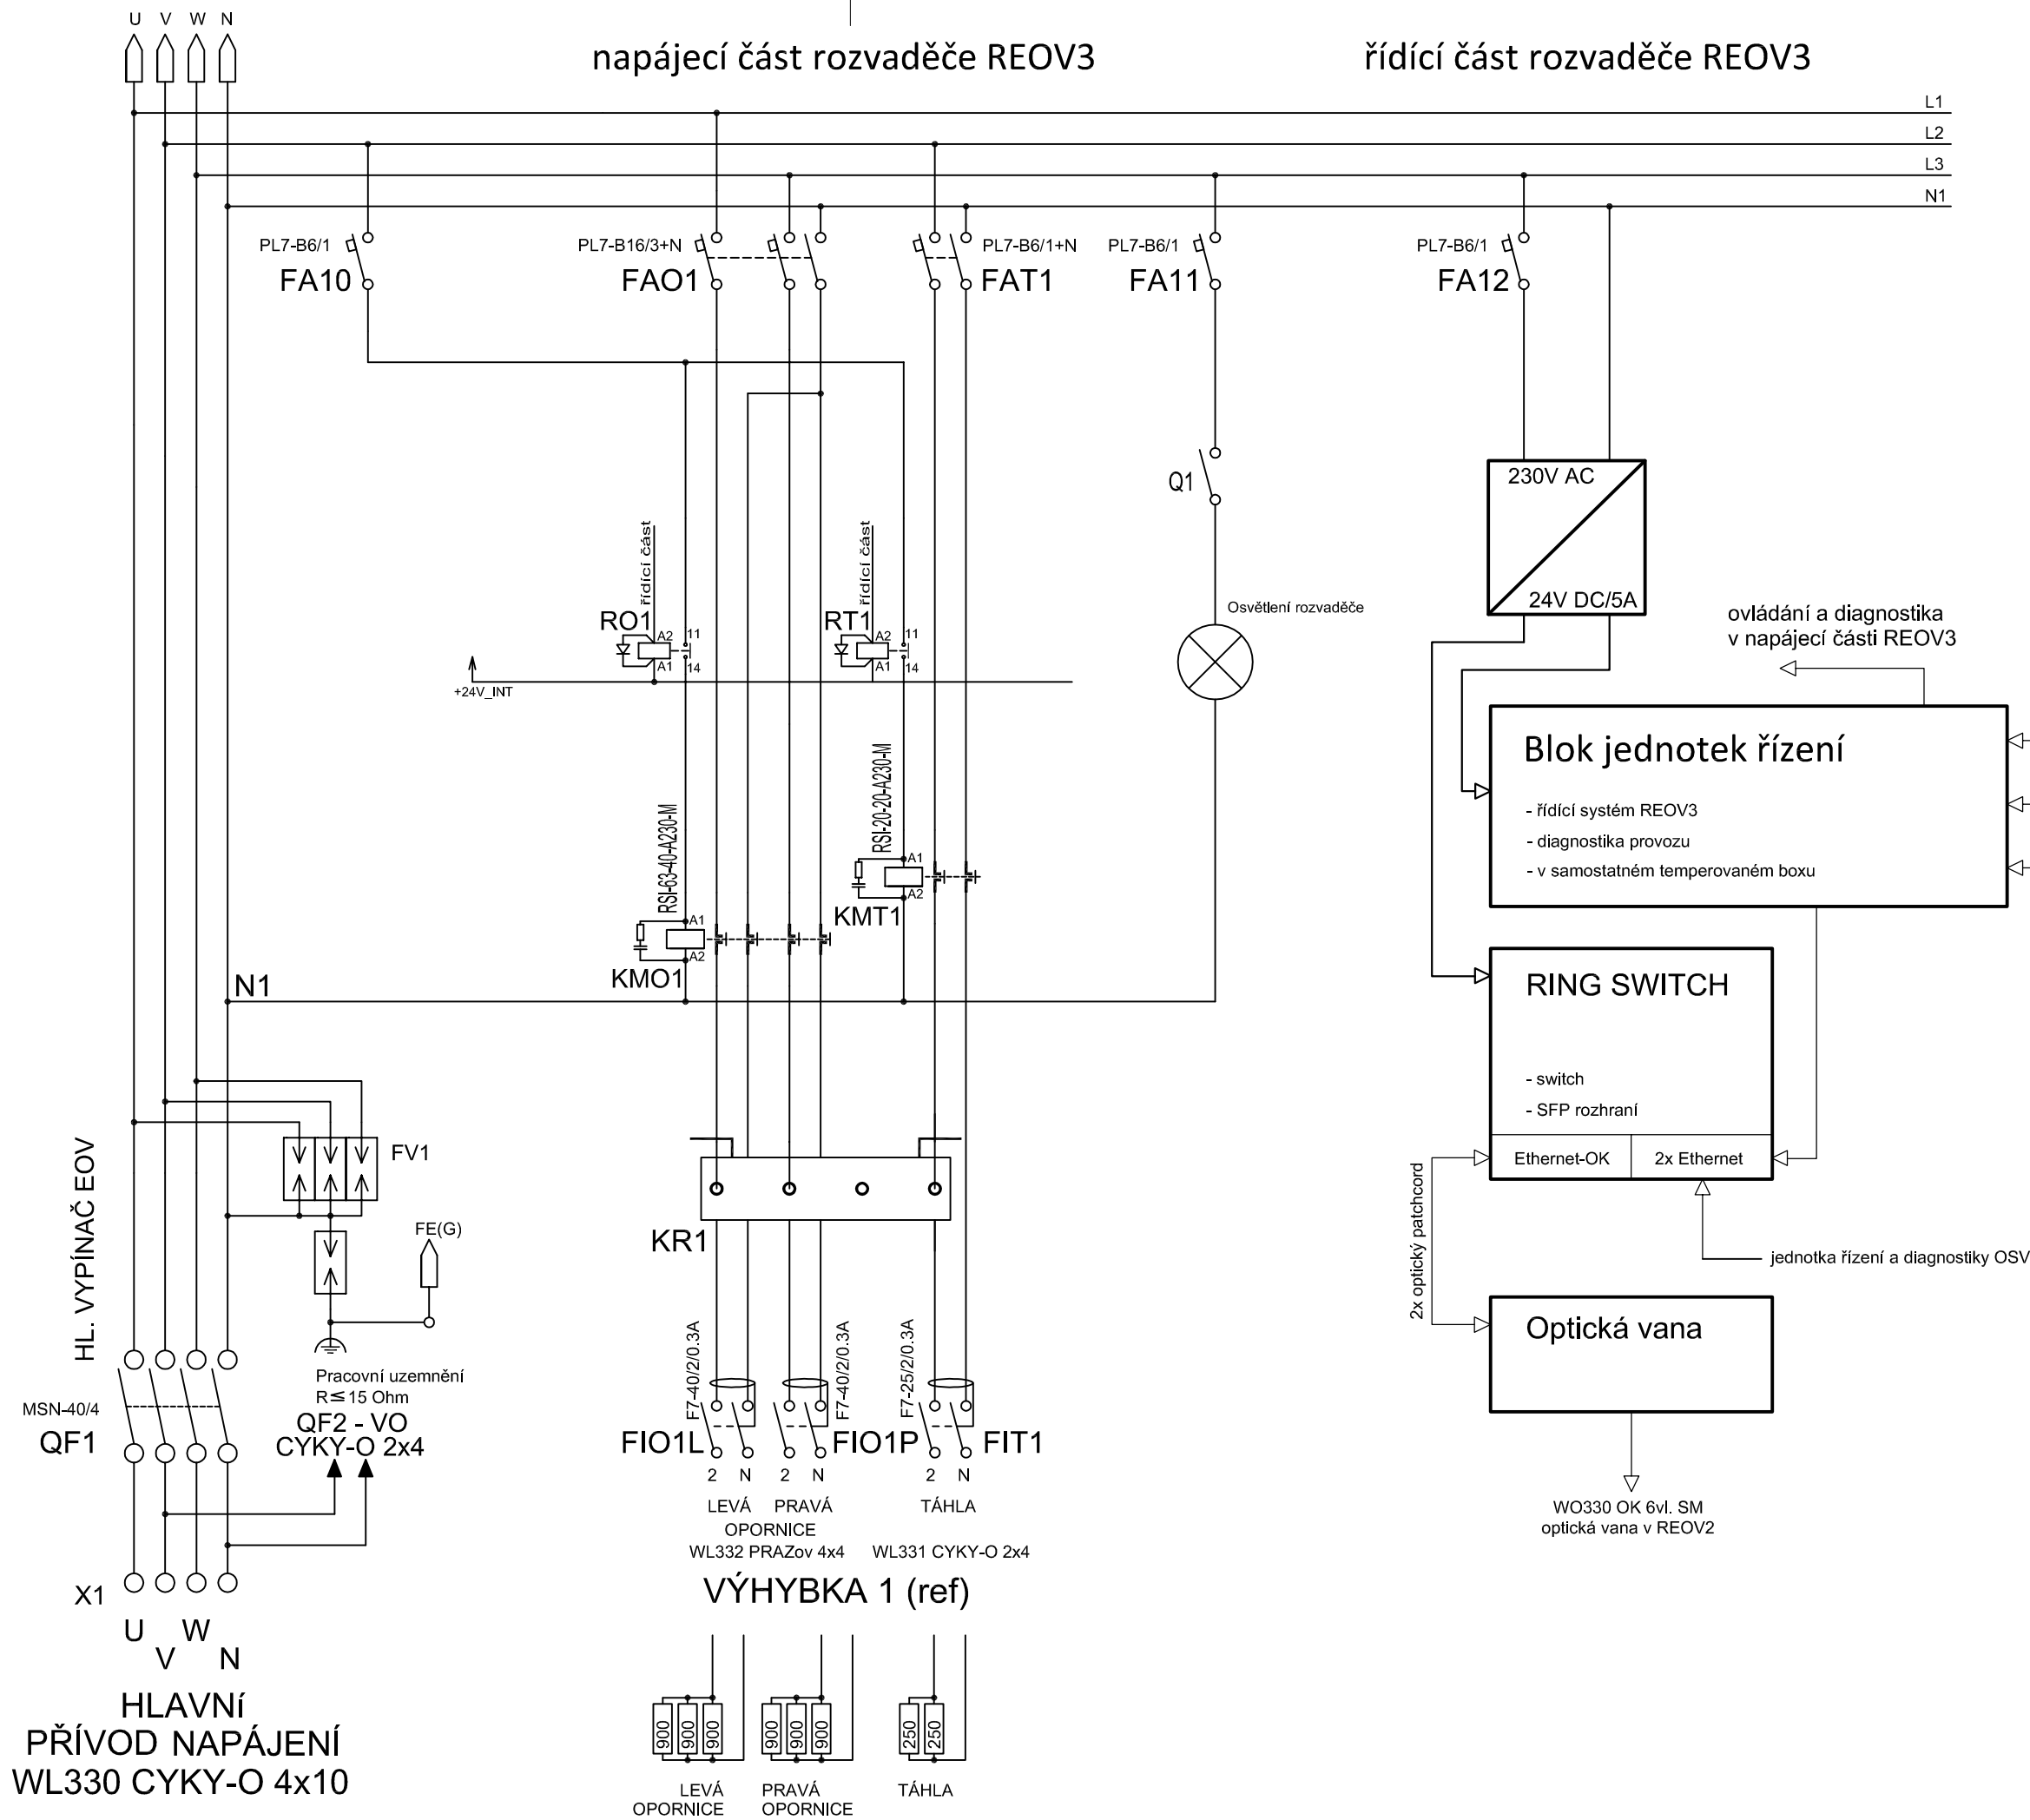 U V W N
napájecí část rozvaděče REOV3
řídící část rozvaděče REOV3
L1
L2
L3
N1
PL7-B6/1
FA10
PL7-B16/3+N
FAO1
PL7-B6/1+N
FAT1
PL7-B6/1
FA11
PL7-B6/1
FA12
Q1
230V AC
24V DC/5A
řídící část
řídící část
RO1
A2
11
A1
14
RT1
A2
11
A1
14
+24V_INT
Osvětlení rozvaděče
ovládání a diagnostika
v napájecí části REOV3
Blok jednotek řízení
- řídící systém REOV3
- diagnostika provozu
- v samostatném temperovaném boxu
RSI-63-40-A230-M
RSI-20-20-A230-M
A1
A2
KMT1
A1
A2
KMO1
N1
RING SWITCH
- switch
- SFP rozhraní
Ethernet-OK
2x Ethernet
HL. VYPÍNAČ EOV
FV1
FE(G)
KR1
2x optický patchcord
jednotka řízení a diagnostiky OSV
Optická vana
Pracovní uzemnění
R≤15 Ohm
QF2 - VO
CYKY-O 2x4
MSN-40/4
QF1
F7-40/2/0.3A
F7-40/2/0.3A
F7-25/2/0.3A
FIO1L
FIO1P
FIT1
2 N 2 N 2 N
LEVÁ PRAVÁ TÁHLA
OPORNICE
WL332 PRAZov 4x4
WL331 CYKY-O 2x4
WO330 OK 6vl. SM
optická vana v REOV2
VÝHYBKA 1 (ref)
X1
U V W N
HLAVNí
PŘÍVOD NAPÁJENÍ
WL330 CYKY-O 4x10
900 900 900
900 900 900
250 250
LEVÁ
OPORNICE
PRAVÁ
OPORNICE
TÁHLA